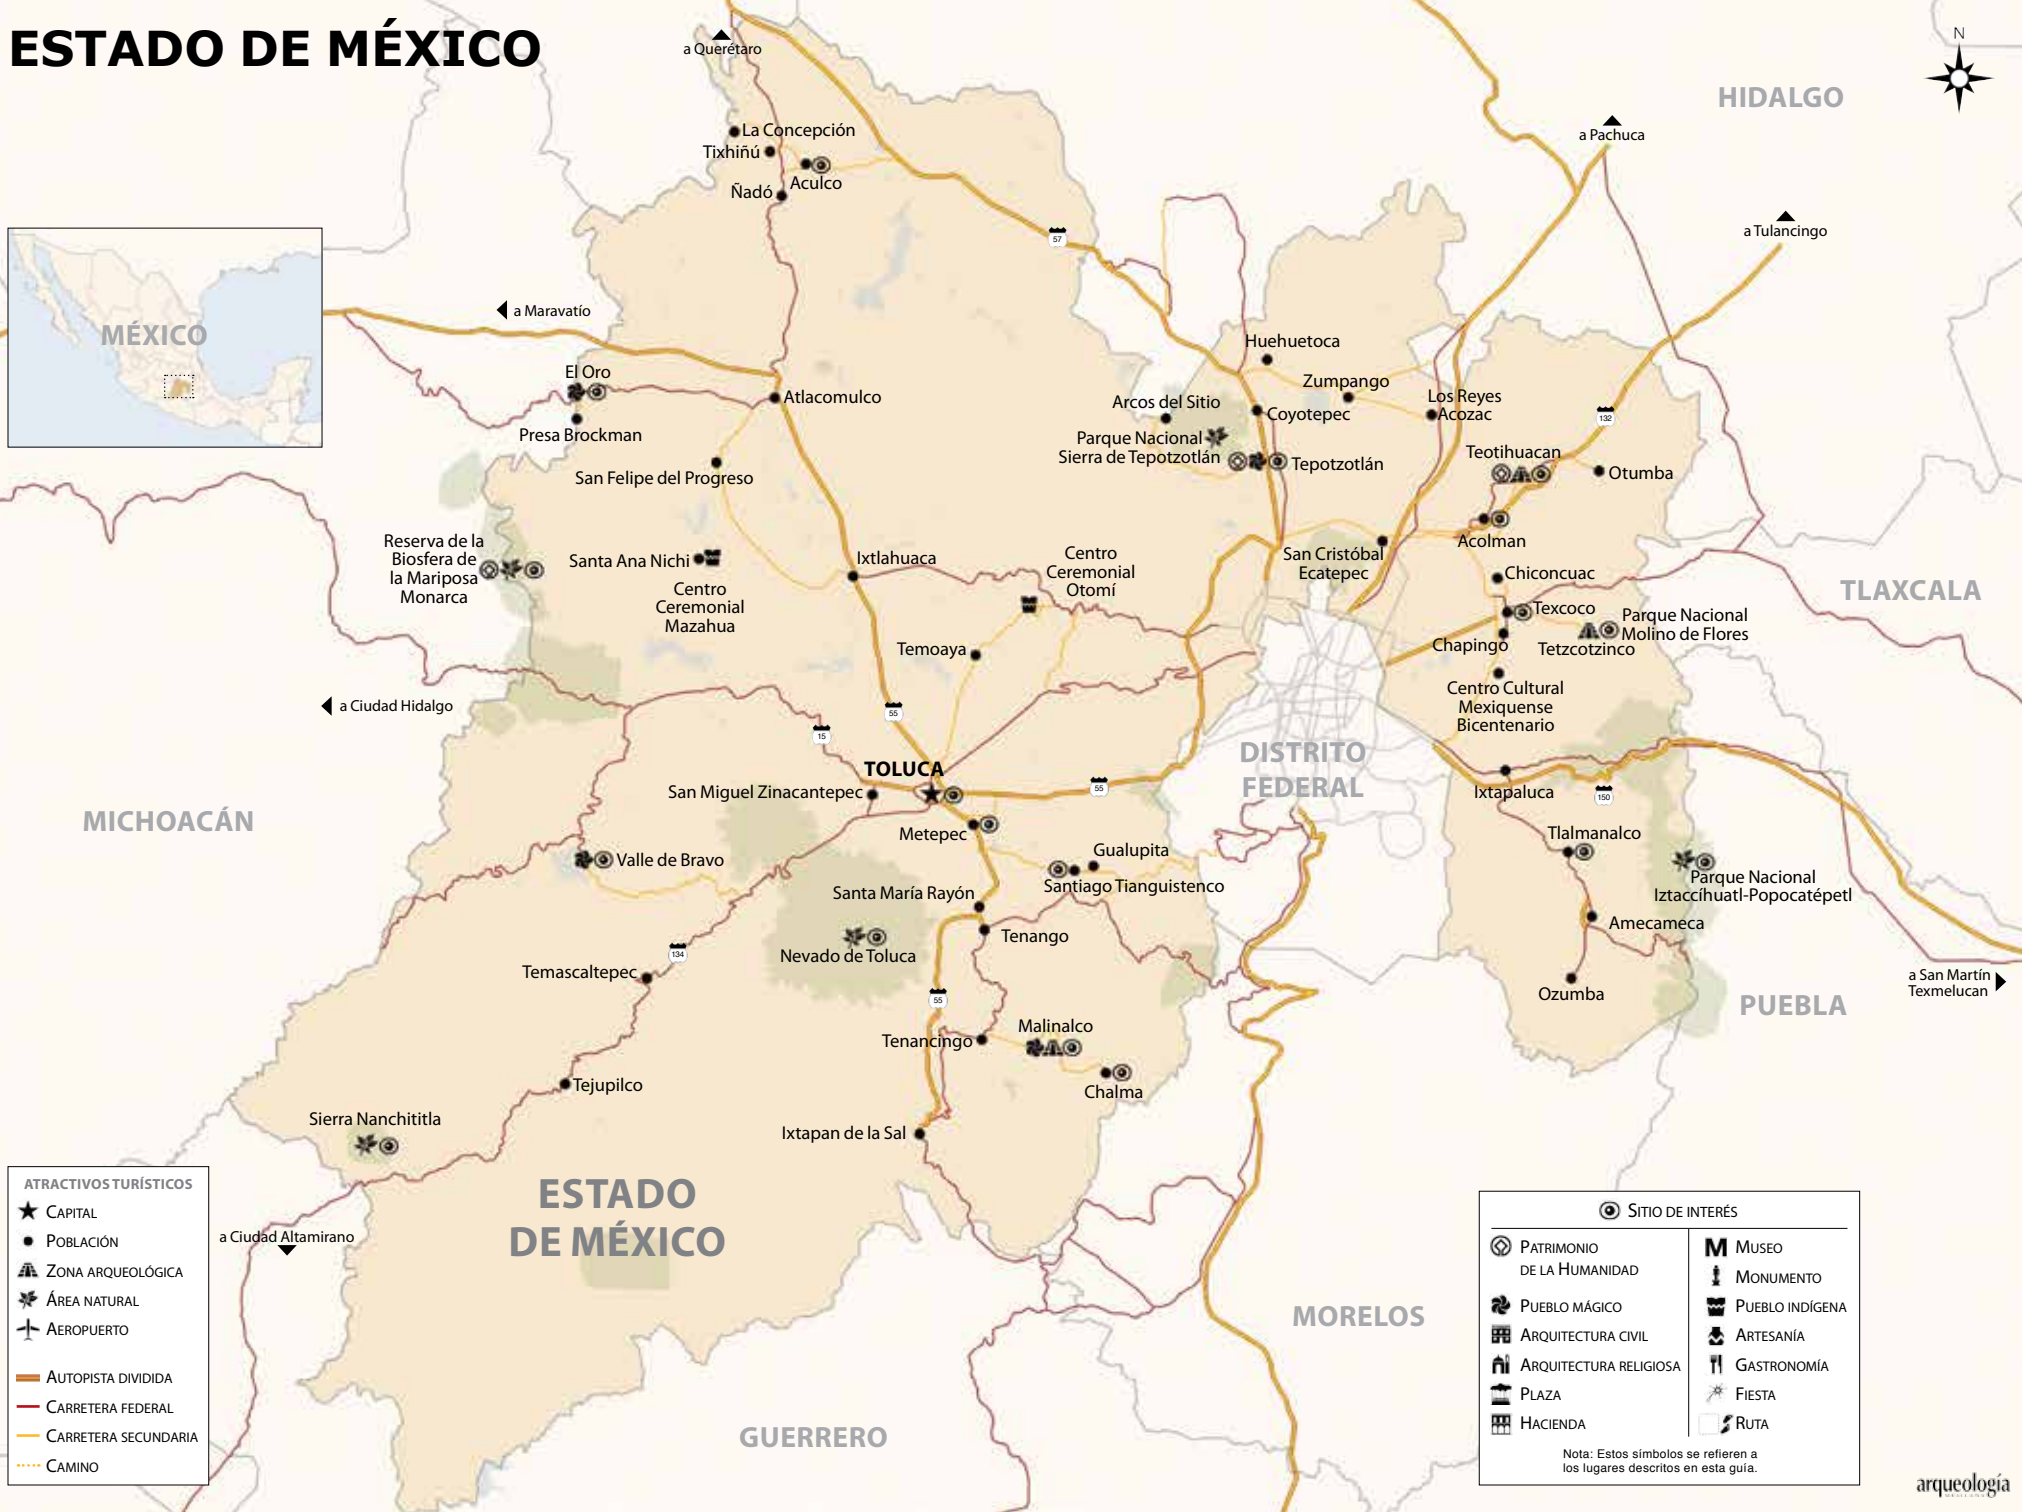 ESTADO DE MÉXICO
a Querétaro
N
HIDALGO
a Pachuca
a Tulancingo
La Concepción
Tixhiñú
Aculco
Ñadó
57
MÉXICO
a Maravatío
El Oro
Presa Brockman
Atlacomulco
San Felipe del Progreso
Huehuetoca
Zumpango
Arcos del Sitio
Coyotepec
Los Reyes
Acozac
132
Parque Nacional
Sierra de Tepotzotlán
Tepotzotlán
Teotihuacan
Otumba
Acolman
San Cristóbal
Ecatepec
Chiconcuac
TLAXCALA
Texcoco
Parque Nacional
Molino de Flores
Chapingo
Tetzcotzinco
Centro Cultural
Mexiquense
Bicentenario
Reserva de la
Biosfera de
la Mariposa
Monarca
Santa Ana Nichi
Centro
Ceremonial
Mazahua
Ixtlahuaca
Centro
Ceremonial
Otomí
Temoaya
a Ciudad Hidalgo
55
15
TOLUCA
San Miguel Zinacantepec
55
DISTRITO
FEDERAL
Ixtapaluca
150
MICHOACÁN
Metepec
Tlalmanalco
Valle de Bravo
Gualupita
Santiago Tianguistenco
Parque Nacional
Iztaccíhuatl-Popocatépetl
Santa María Rayón
Amecameca
Tenango
Nevado de Toluca
134
Temascaltepec
55
Ozumba
a San Martín
Texmelucan
PUEBLA
Malinalco
Tenancingo
Chalma
Tejupilco
Sierra Nanchititla
Ixtapan de la Sal
ESTADO
DE MÉXICO
a Ciudad Altamirano
MORELOS
GUERRERO
ATRACTIVOS TURÍSTICOS
CAPITAL
POBLACIÓN
ZONA ARQUEOLÓGICA
ÁREA NATURAL
AEROPUERTO
AUTOPISTA DIVIDIDA
CARRETERA FEDERAL
CARRETERA SECUNDARIA
CAMINO
SITIO DE INTERÉS
PATRIMONIO
DE LA HUMANIDAD
PUEBLO MÁGICO
ARQUITECTURA CIVIL
ARQUITECTURA RELIGIOSA
PLAZA
HACIENDA
M MUSEO
MONUMENTO
PUEBLO INDÍGENA
ARTESANÍA
GASTRONOMÍA
FIESTA
RUTA
Nota: Estos símbolos se refieren a
los lugares descritos en esta guía.
arqueología